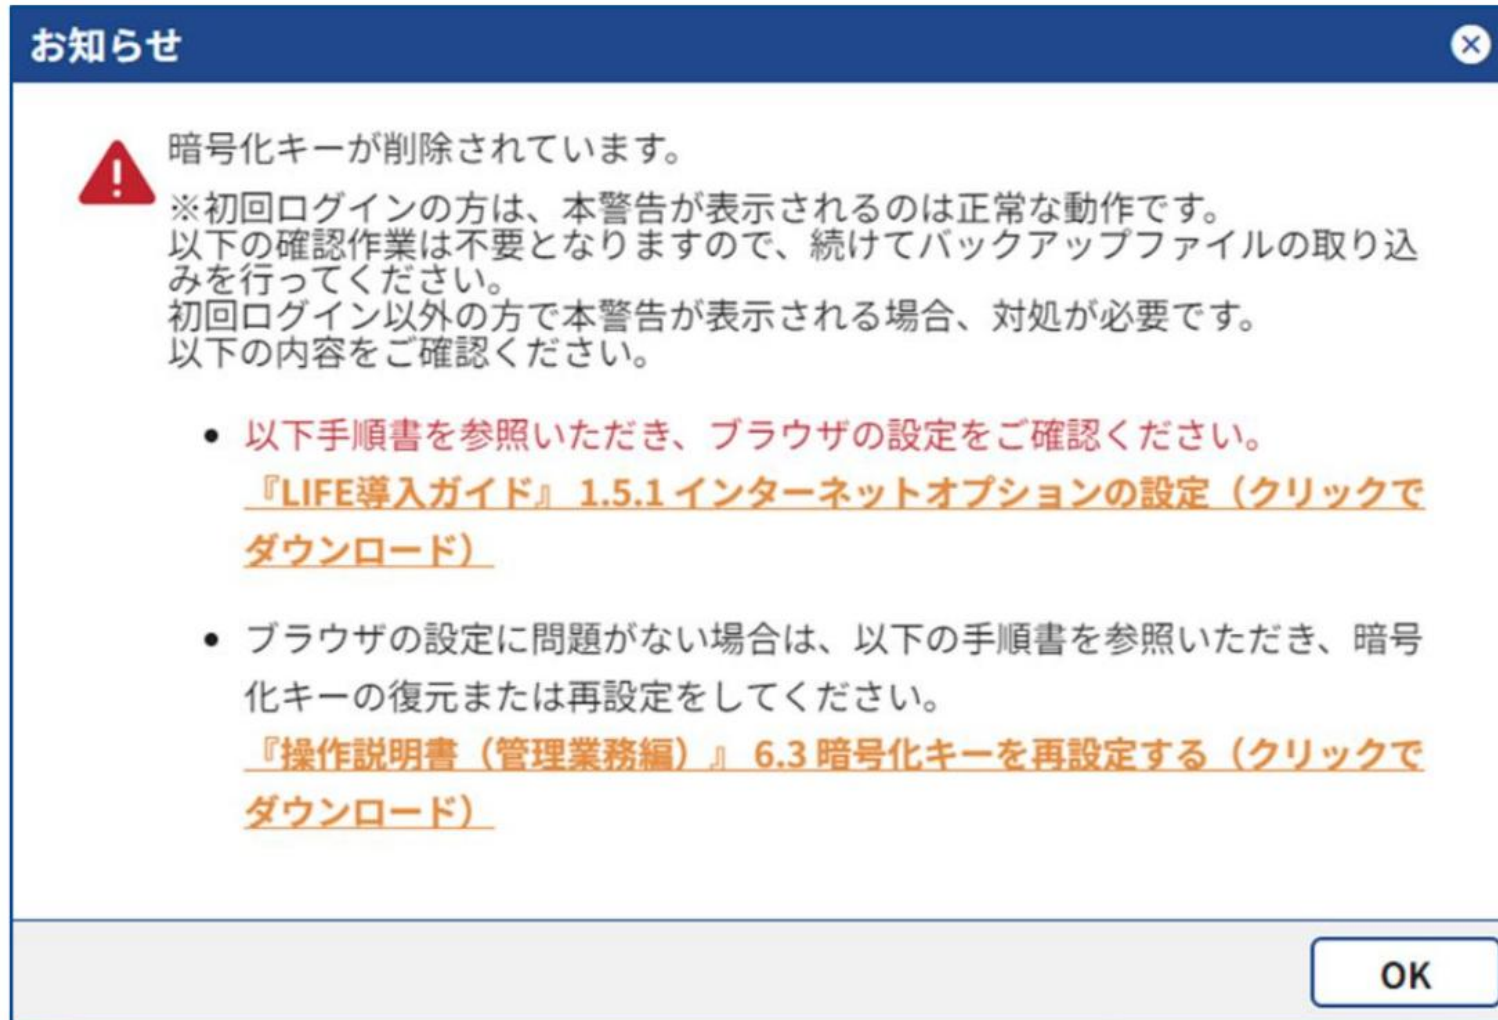 お知らせ
暗号化キーが削除されています。
※初回ログインの方は、本警告が表示されるのは正常な動作です。
以下の確認作業は不要となりますので、続けてバックアップファイルの取り込
みを行ってください。
初回ログイン以外の方で本警告が表示される場合、対処が必要です。
以下の内容をご確認ください。
• 以下手順書を参照いただき、ブラウザの設定をご確認ください。
『LIFE導入ガイド』 1.5.1 インターネットオプションの設定（クリックで
ダウンロード）
• ブラウザの設定に問題がない場合は、以下の手順書を参照いただき、暗号
化キーの復元または再設定をしてください。
『操作説明書（管理業務編）』 6.3 暗号化キーを再設定する（クリックで
ダウンロード）
OK